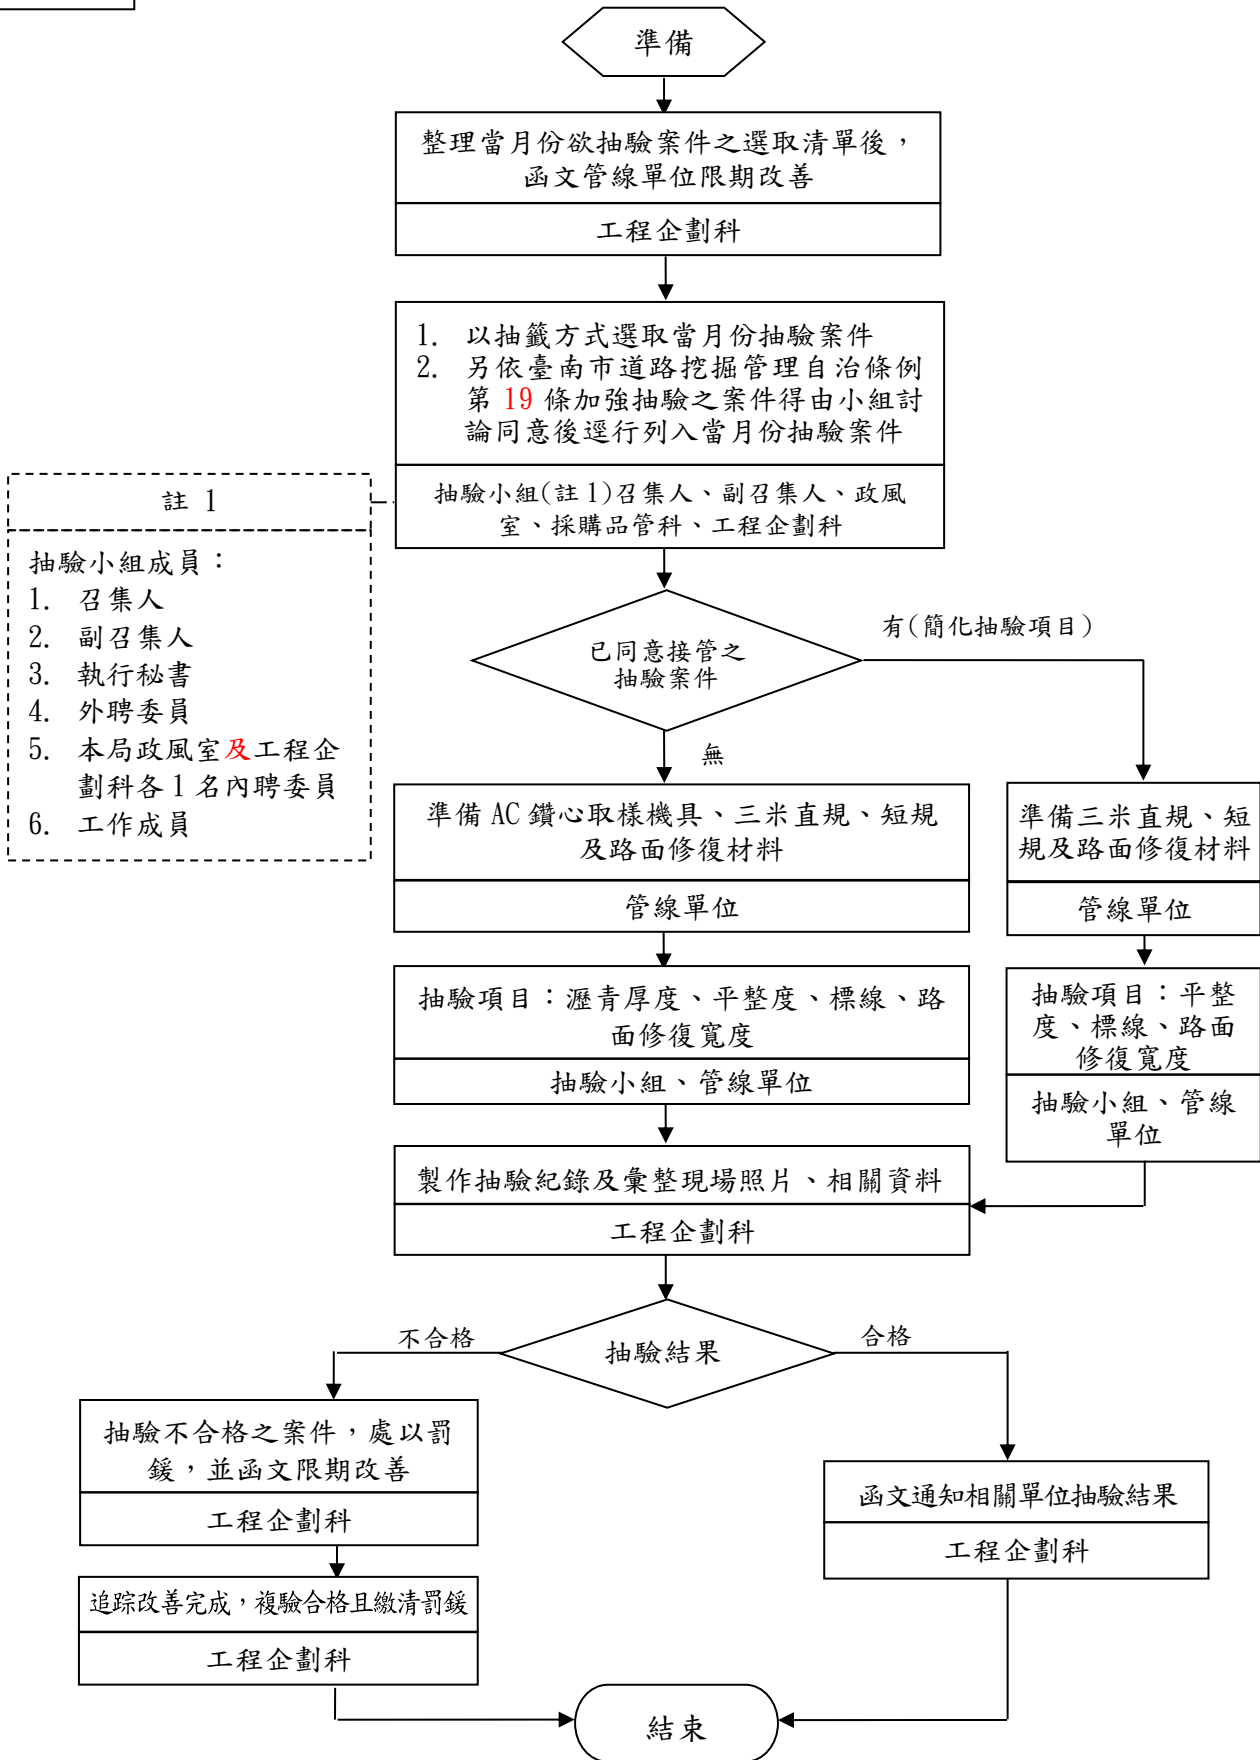 準備
整理當月份欲抽驗案件之選取清單後，
函文管線單位限期改善
工程企劃科
1. 以抽籤方式選取當月份抽驗案件
2. 另依臺南市道路挖掘管理自治條例
第 19 條加強抽驗之案件得由小組討
論同意後逕行列入當月份抽驗案件
抽驗小組(註1)召集人、副召集人、政風
室、採購品管科、工程企劃科
註 1
抽驗小組成員：
1. 召集人
2. 副召集人
3. 執行秘書
4. 外聘委員
5. 本局政風室及工程企
劃科各1名內聘委員
6. 工作成員
已同意接管之
抽驗案件
有(簡化抽驗項目)
無
準備 AC 鑽心取樣機具、三米直規、短規
及路面修復材料
管線單位
準備三米直規、短
規及路面修復材料
管線單位
抽驗項目：瀝青厚度、平整度、標線、路
面修復寬度
抽驗小組、管線單位
抽驗項目：平整
度、標線、路面
修復寬度
抽驗小組、管線
單位
製作抽驗紀錄及彙整現場照片、相關資料
工程企劃科
抽驗結果
不合格
合格
抽驗不合格之案件，處以罰
鍰，並函文限期改善
工程企劃科
追踪改善完成，複驗合格且繳清罰鍰
工程企劃科
函文通知相關單位抽驗結果
工程企劃科
結束